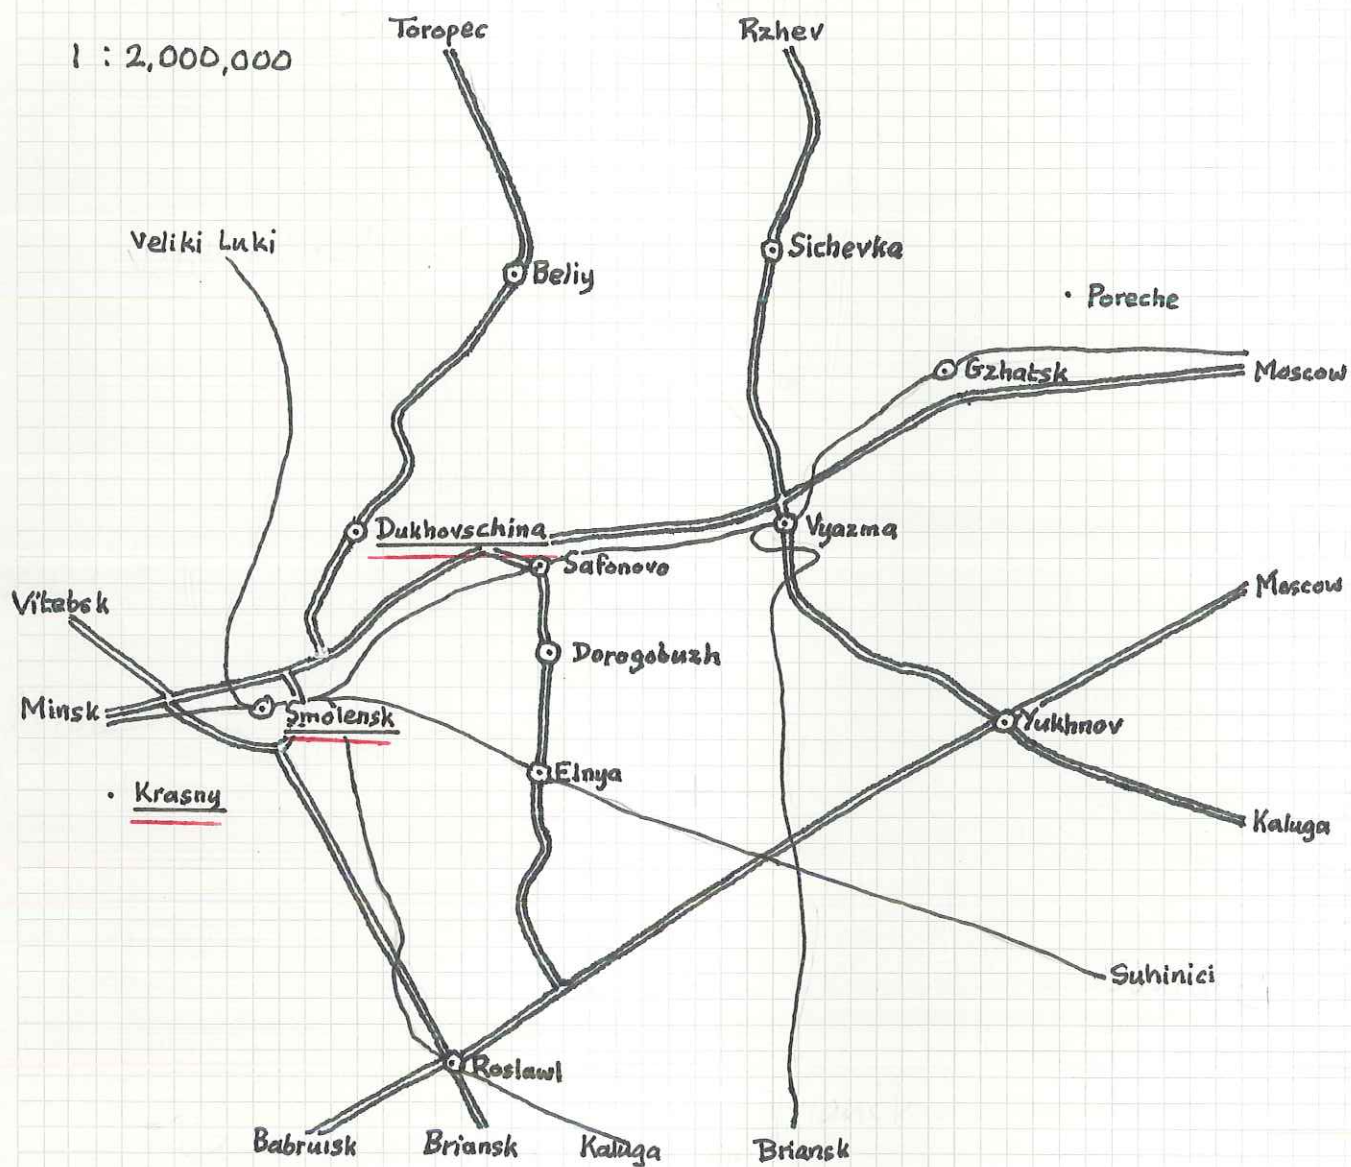 Toropec
Rzhev
1 : 2,000,000
Veliki Luki
Beliy
Sichevka
Poreche
Gzhatsk
Moscow
Dukhovschina
Vyazma
Safonovo
Moscow
Vitebsk
Dorogobuzh
Minsk
Smolensk
Yukhnov
Elnya
Krasny
Kaluga
Suhinici
Roslawl
Babruisk
Briansk
Kaluga
Briansk